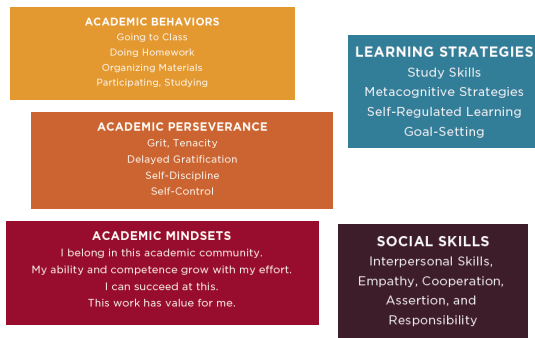 ACADEMIC BEHAVIORS
Going to Class
Doing Homework
Organizing Materials
Participating, Studying
ACADEMIC PERSEVERANCE
Grit, Tenacity
Delayed Gratification
Self-Discipline
Self-Control
ACADEMIC MINDSETS
I belong in this academic community.
My ability and competence grow with my effort.
I can succeed at this.
This work has value for me.
LEARNING STRATEGIES
Study Skills
Metacognitive Strategies
Self-Regulated Learning
Goal-Setting
SOCIAL SKILLS
Interpersonal Skills,
Empathy, Cooperation,
Assertion, and
Responsibility